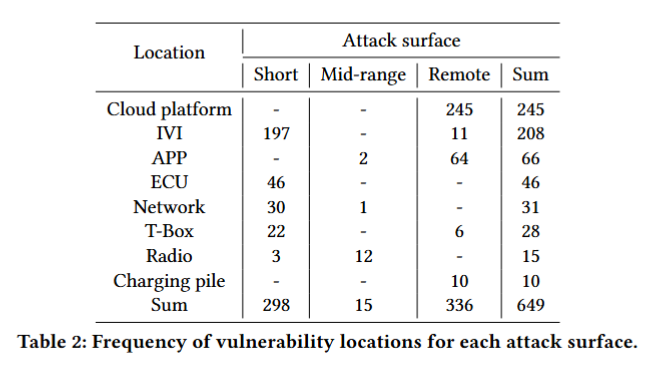 Location Attack surface
Short Mid-range Remote Sum
Cloud platform - - 245 245
IVI 197 - 11 208
APP - 2 64 66
ECU 46 - - 46
Network 30 1 - 31
T-Box 22 - 6 28
Radio 3 12 - 15
Charging pile - - 10 10
Sum 298 15 336 649
Table 2: Frequency of vulnerability locations for each attack surface.